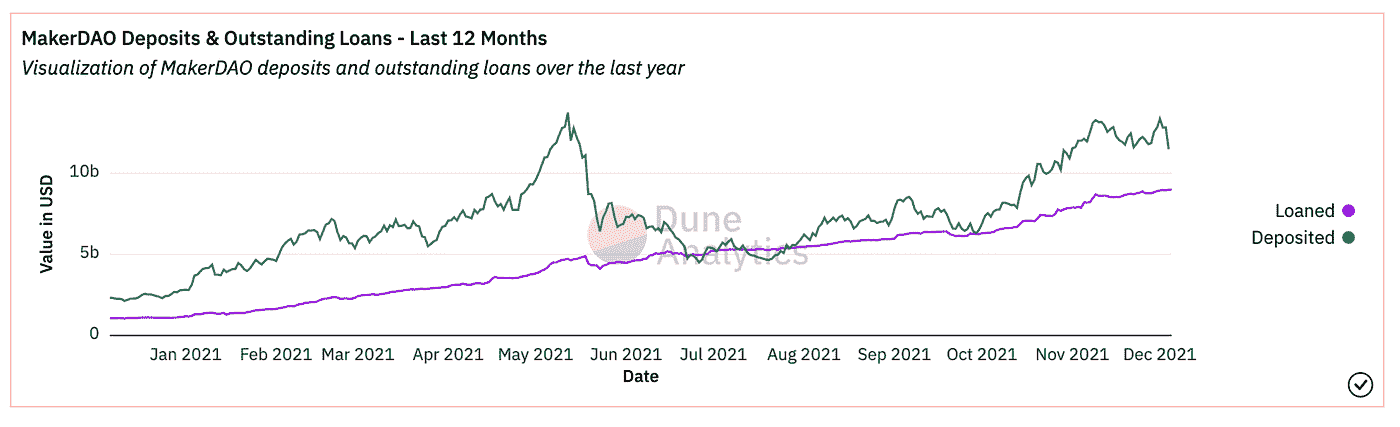 MakerDAO Deposits & Outstanding Loans - Last 12 Months
Visualization of MakerDAO deposits and outstanding loans over the last year
Value in USD
10b
5b
0
Dune
Analytics
Loaned
Deposited
Jan 2021 Feb 2021 Mar 2021 Apr 2021 May 2021 Jun 2021 Jul 2021 Aug 2021 Sep 2021 Oct 2021 Nov 2021 Dec 2021
Date